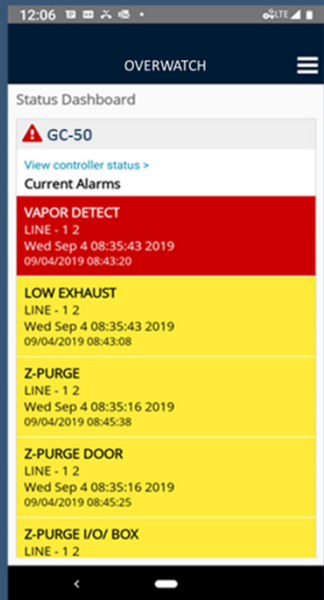 12:06
LTE
OVERWATCH
Status Dashboard
GC-50
View controller status >
Current Alarms
VAPOR DETECT
LINE - 1 2
Wed Sep 4 08:35:43 2019
09/04/2019 08:43:20
LOW EXHAUST
LINE - 1 2
Wed Sep 4 08:35:43 2019
09/04/2019 08:43:08
Z-PURGE
LINE - 1 2
Wed Sep 4 08:35:16 2019
09/04/2019 08:45:38
Z-PURGE DOOR
LINE - 1 2
Wed Sep 4 08:35:16 2019
09/04/2019 08:45:25
Z-PURGE I/O/ BOX
LINE - 1 2